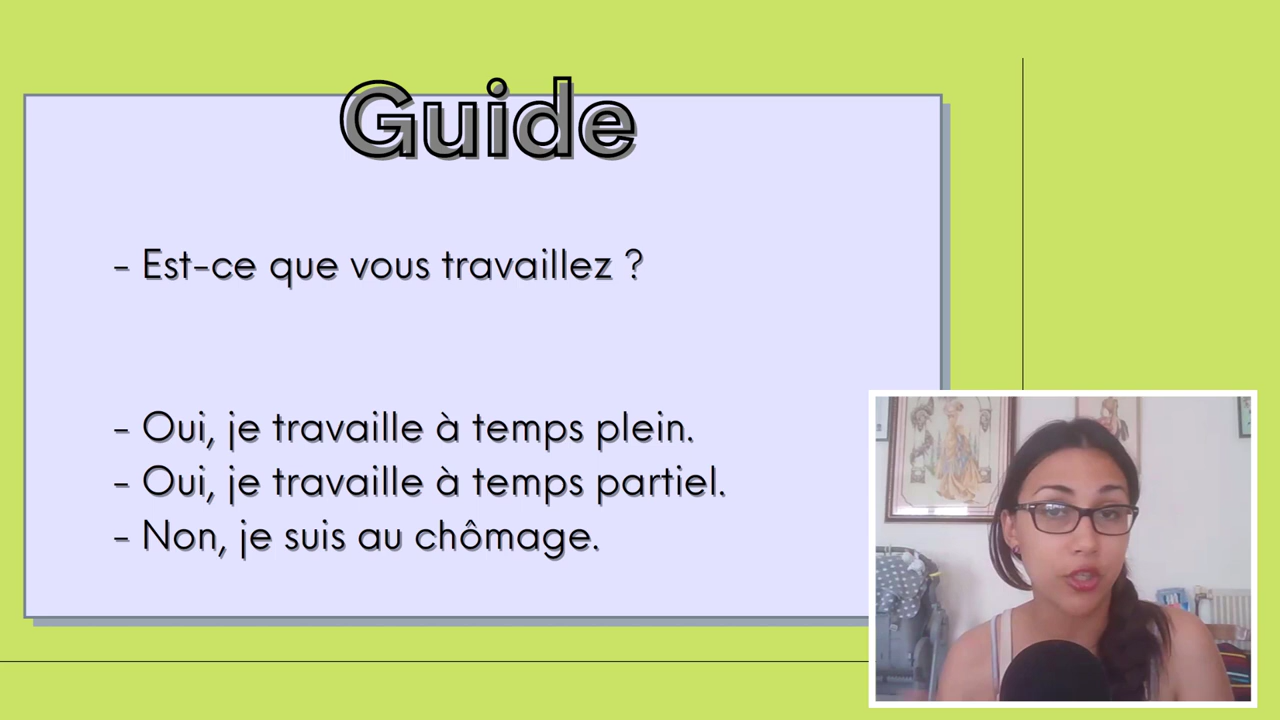 Guide
- Est-ce que vous travaillez ?
- Oui, je travaille à temps plein.
- Oui, je travaille à temps partiel.
- Non, je suis au chômage.